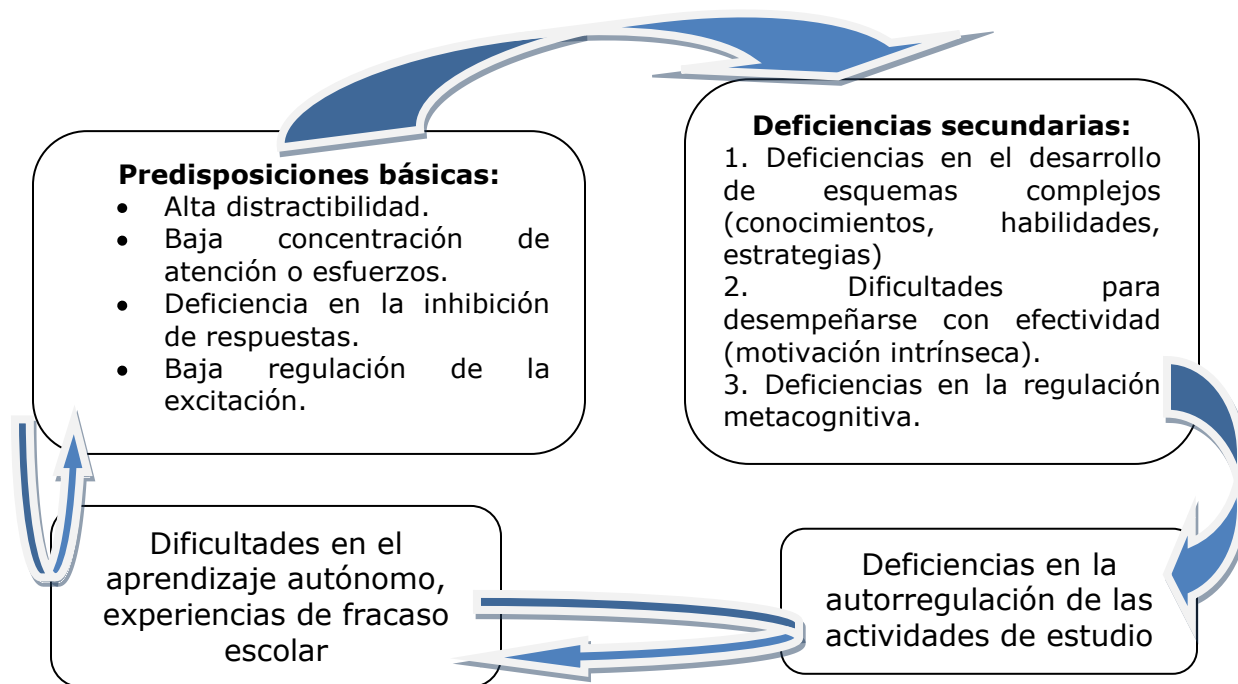 Predisposiciones básicas:
• Alta distractibilidad.
• Baja concentración de
atención o esfuerzos.
• Deficiencia en la inhibición
de respuestas.
• Baja regulación de la
excitación.
Deficiencias secundarias:
1. Deficiencias en el desarrollo
de esquemas complejos
(conocimientos, habilidades,
estrategias)
2. Dificultades para
desempeñarse con efectividad
(motivación intrínseca).
3. Deficiencias en la regulación
metacognitiva.
Deficiencias en la
autorregulación de las
actividades de estudio
Dificultades en el
aprendizaje autónomo,
experiencias de fracaso
escolar